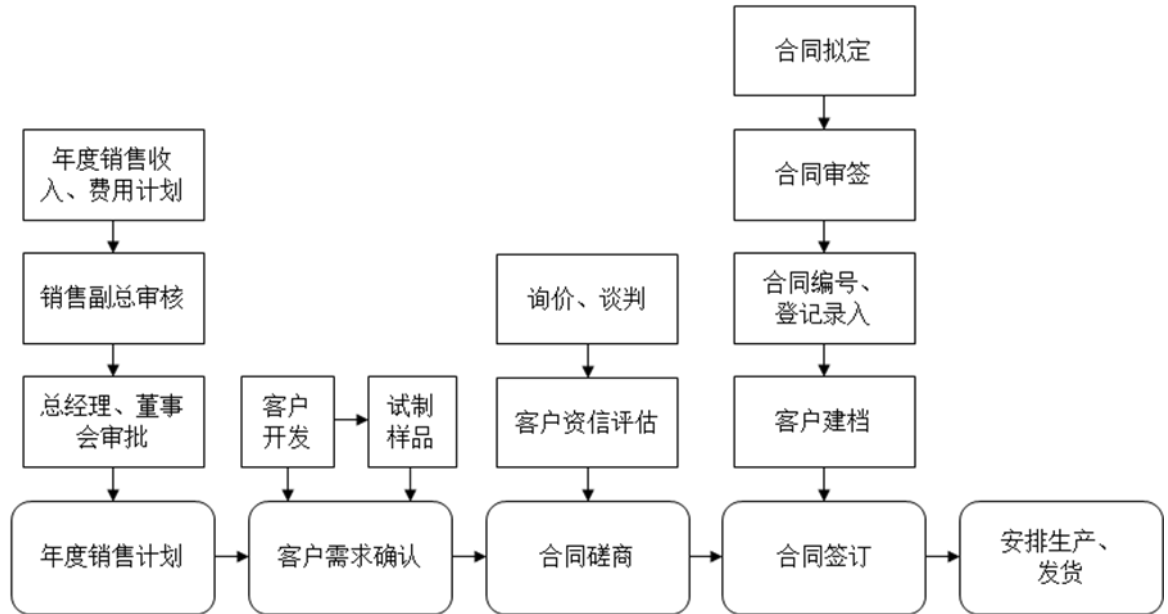 合同拟定
年度销售收
入、费用计划
合同审签
销售副总审核
询价、谈判
合同编号、
登记录入
总经理、董事
会审批
客户
开发
试制
样品
客户资信评估
客户建档
年度销售计划
客户需求确认
合同磋商
合同签订
安排生产、
发货